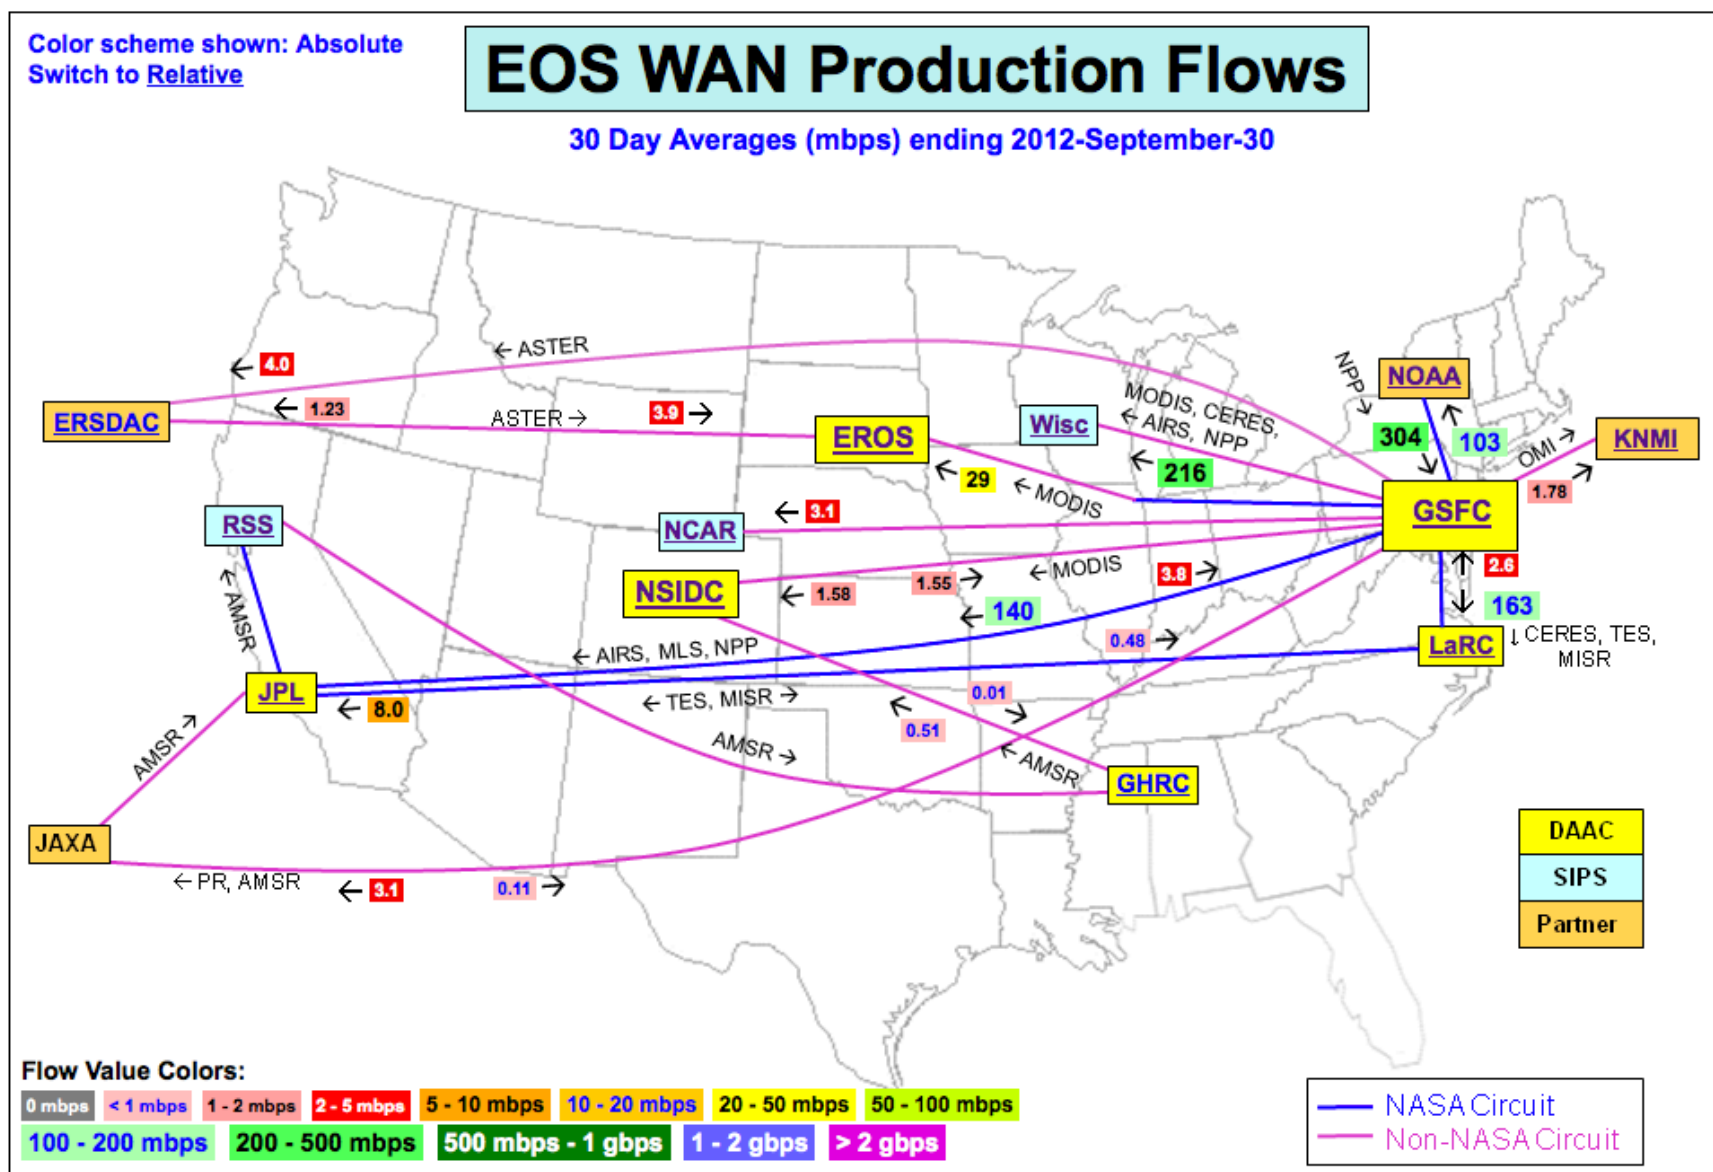 Color scheme shown: Absolute
Switch to Relative
EOS WAN Production Flows
30 Day Averages (mbps) ending 2012-September-30
← ASTER
4.0
1.23
ERSDAC
ASTER →
3.9
EROS
29
← MODIS
Wisc
MODIS, CERES,
← AIRS, NPP
216
NPP→
NOAA
304
103
OMI →
KNMI
1.78
GSFC
RSS
NCAR
3.1
NSIDC
1.58
1.55
← MODIS
3.8
2.6
140
163
0.48
LaRC
↓ CERES, TES,
MISR
← AMSR
← AIRS, MLS, NPP
JPL
8.0
← TES, MISR →
0.01
0.51
AMSR →
AMSR →
← AMSR
GHRC
JAXA
← PR, AMSR
3.1
0.11
DAAC
SIPS
Partner
Flow Value Colors:
0 mbps < 1 mbps 1 - 2 mbps 2 - 5 mbps 5 - 10 mbps 10 - 20 mbps 20 - 50 mbps 50 - 100 mbps
100 - 200 mbps 200 - 500 mbps 500 mbps - 1 gbps 1 - 2 gbps > 2 gbps
NASA Circuit
Non-NASA Circuit